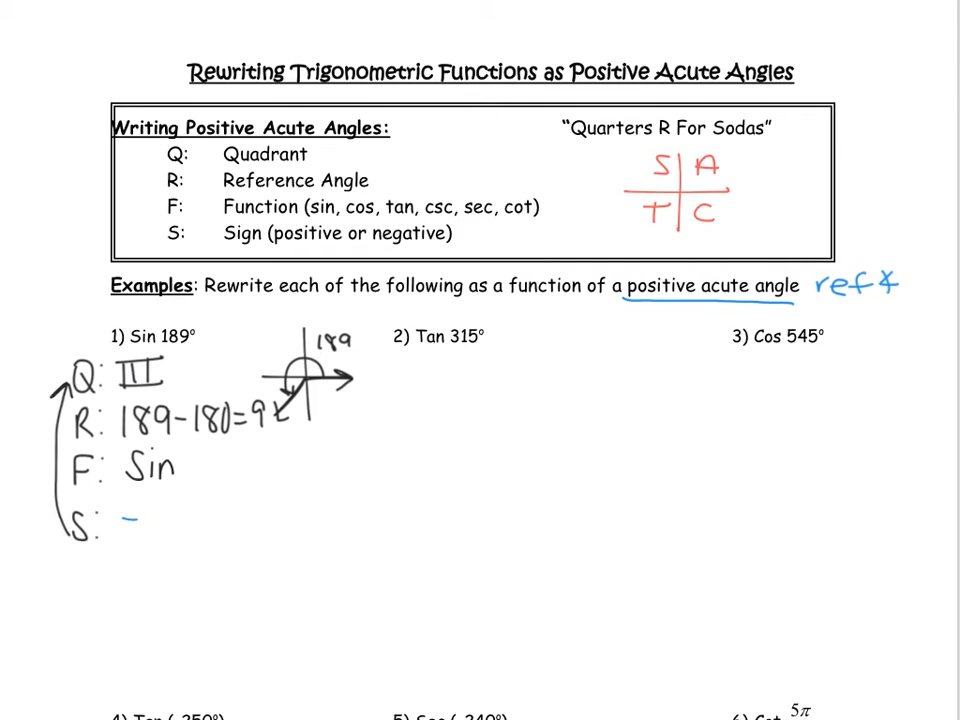 Rewriting Trigonometric Functions as Positive Acute Angles
Writing Positive Acute Angles:
"Quarters R For Sodas"
Q: Quadrant
R: Reference Angle
F: Function (sin, cos, tan, csc, sec, cot)
S: Sign (positive or negative)
S A
T C
Examples: Rewrite each of the following as a function of a positive acute angle ref∡
1) Sin 189°
2) Tan 315°
3) Cos 545°
189
Q: III
R: 189-180=9
F: Sin
S: -
5π